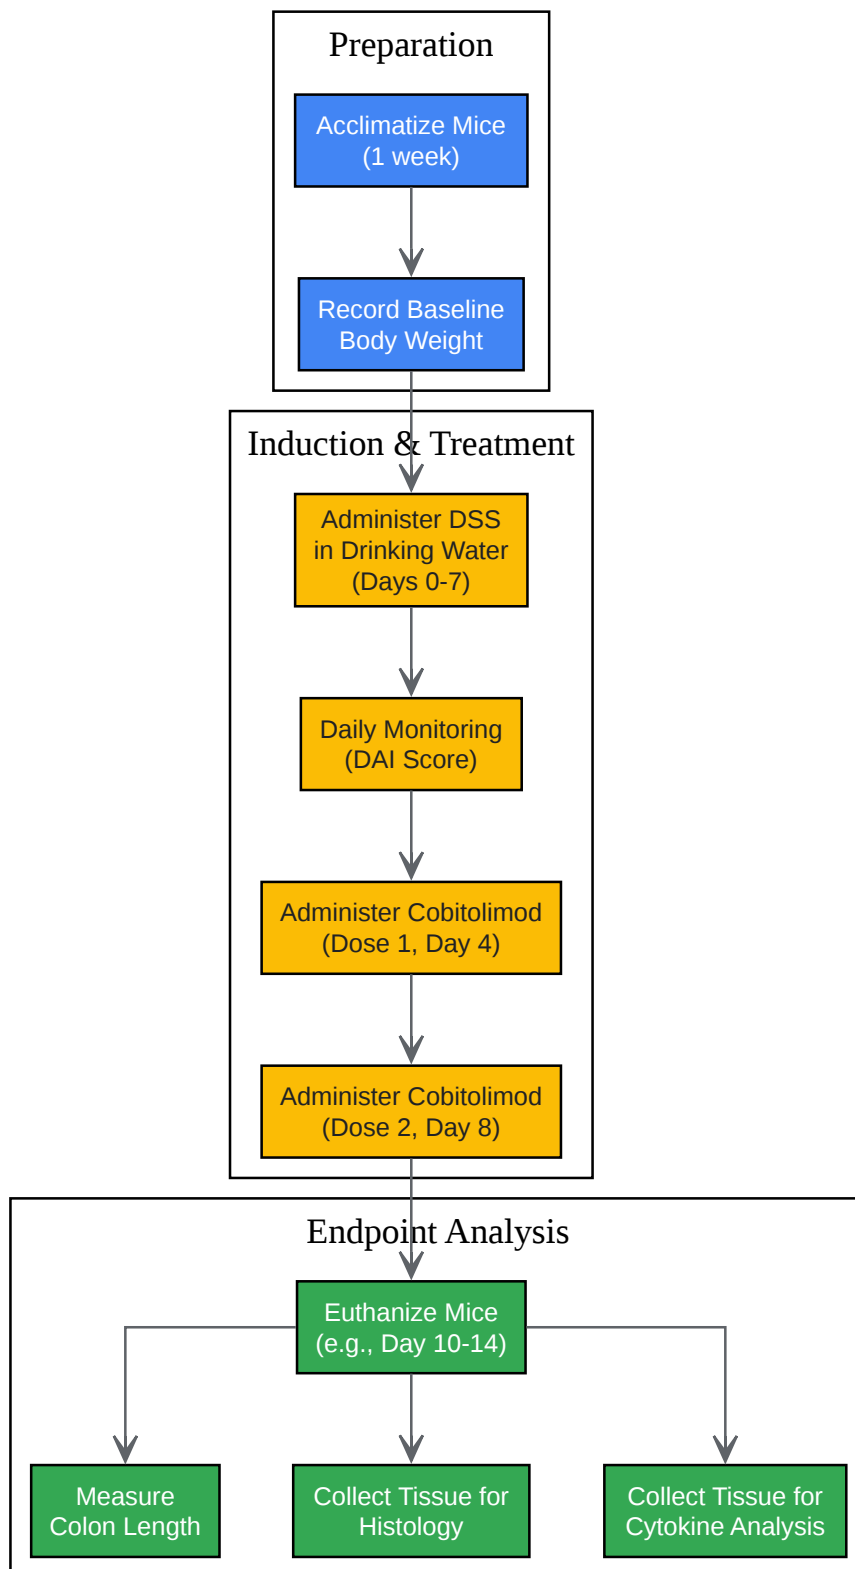 Preparation
Acclimatize Mice
(1 week)
Record Baseline
Body Weight
Induction & Treatment
Administer DSS
in Drinking Water
(Days 0-7)
Daily Monitoring
(DAI Score)
Administer Cobitolimod
(Dose 1, Day 4)
Administer Cobitolimod
(Dose 2, Day 8)
Endpoint Analysis
Euthanize Mice
(e.g., Day 10-14)
Measure
Colon Length
Collect Tissue for
Histology
Collect Tissue for
Cytokine Analysis